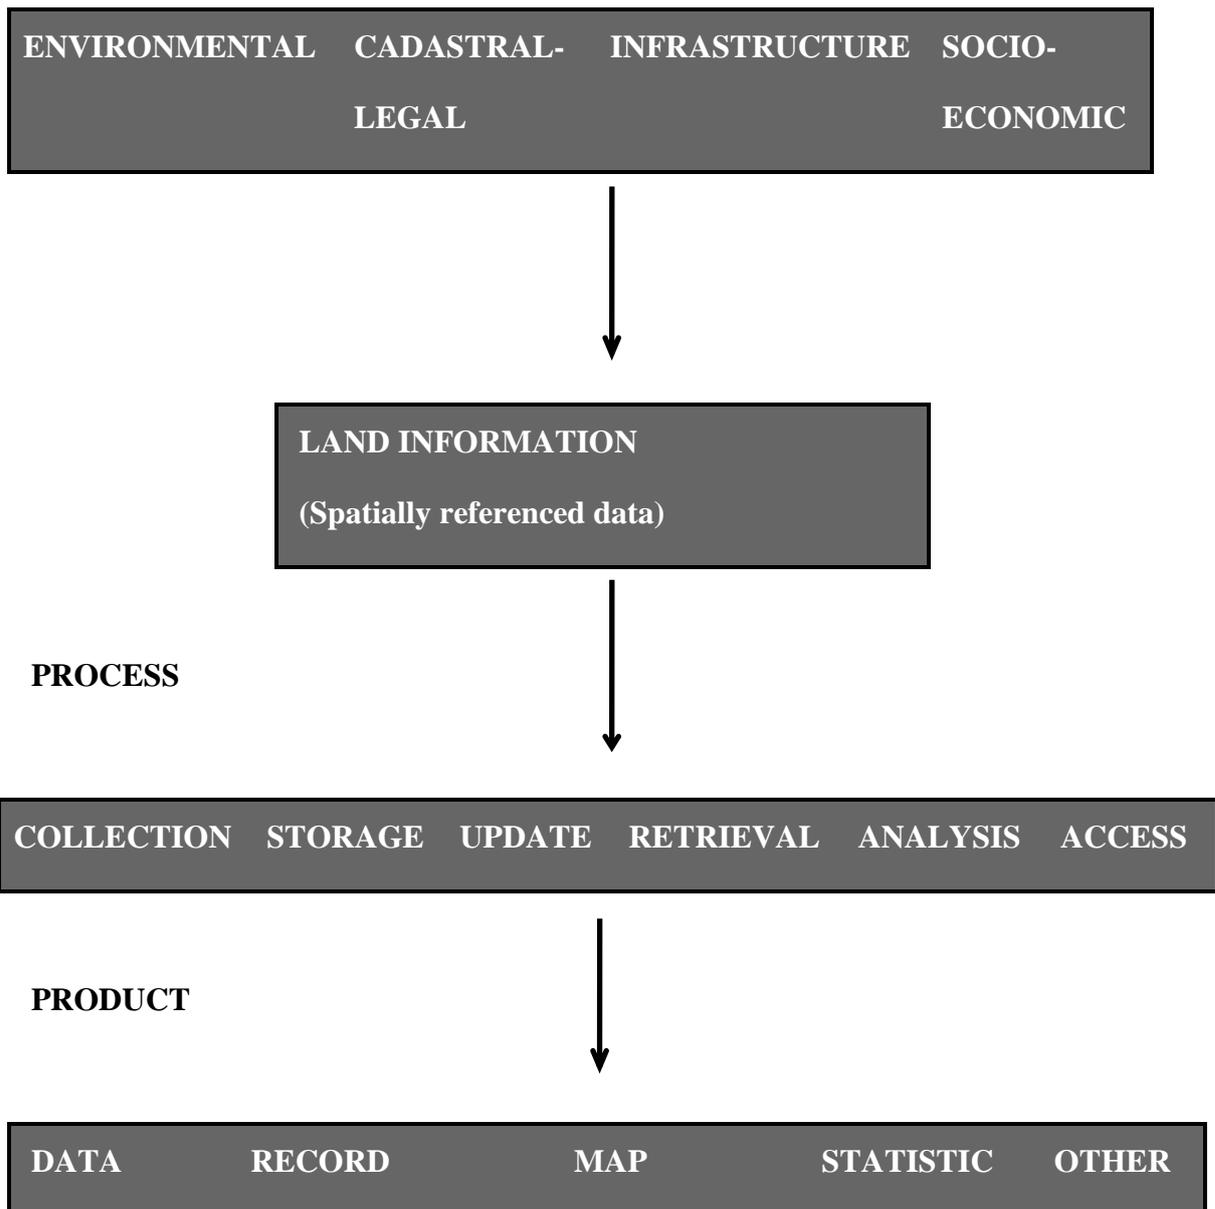 ENVIRONMENTAL CADASTRAL- INFRASTRUCTURE SOCIO-
LEGAL ECONOMIC
LAND INFORMATION
(Spatially referenced data)
PROCESS
COLLECTION STORAGE UPDATE RETRIEVAL ANALYSIS ACCESS
PRODUCT
DATA RECORD MAP STATISTIC OTHER